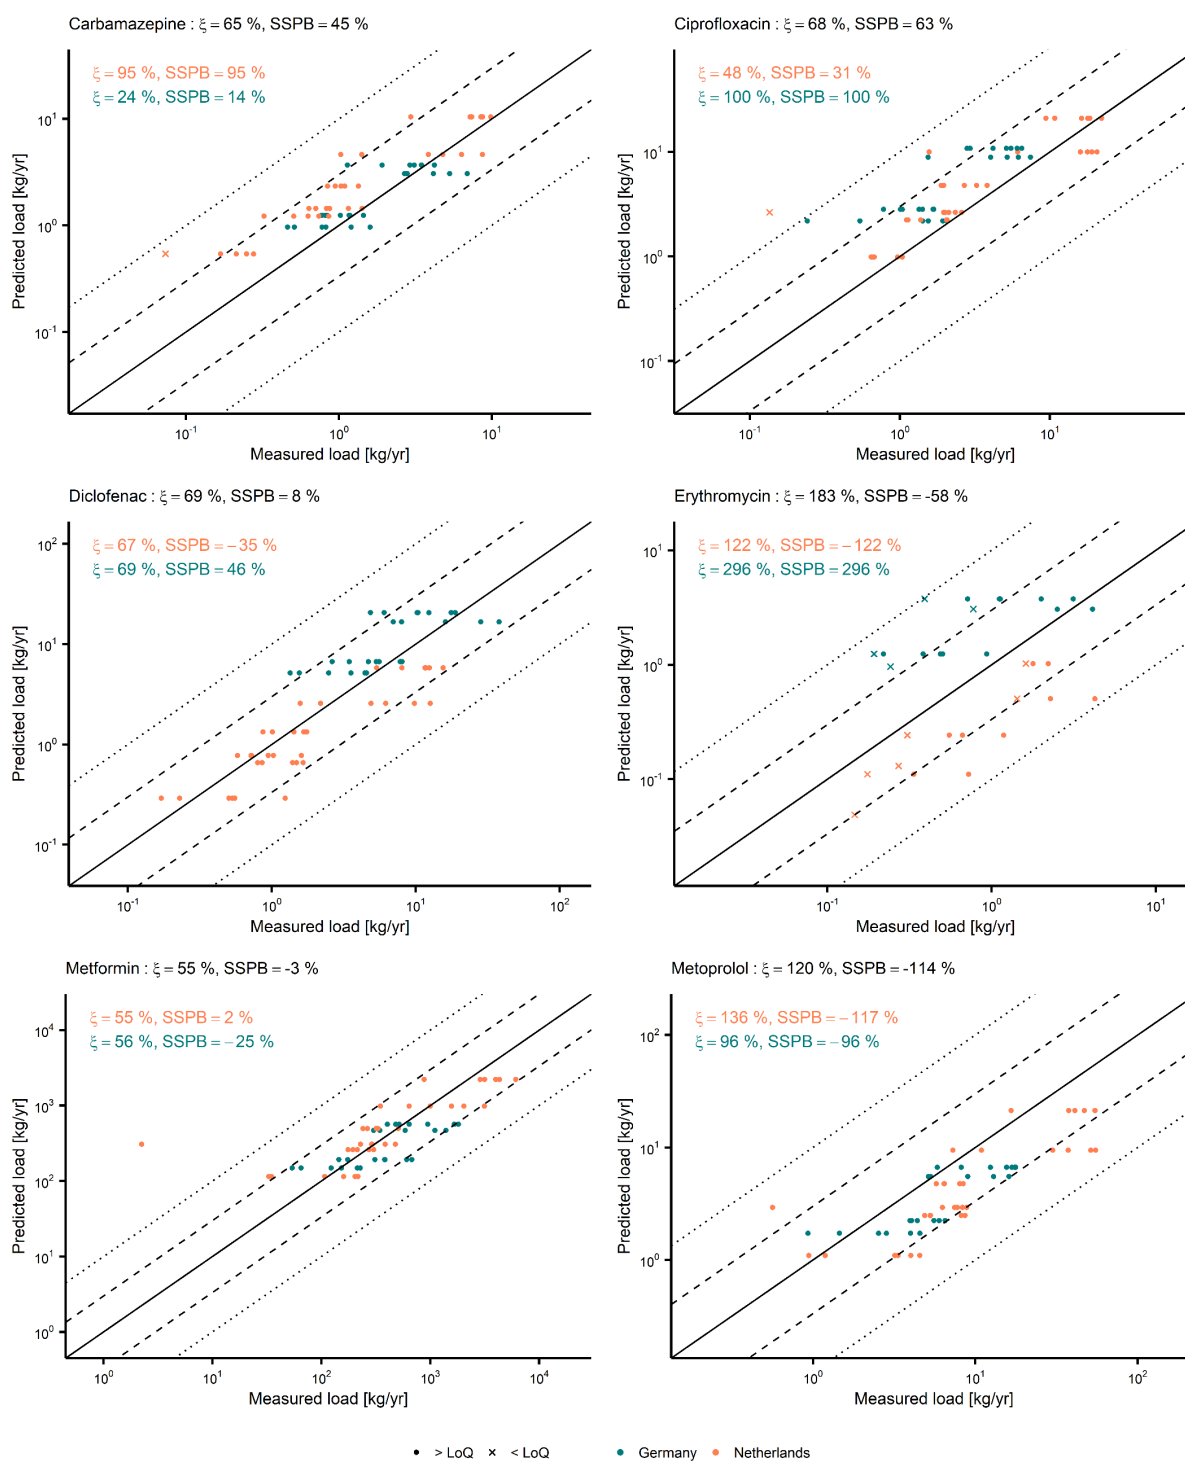 Carbamazepine : ξ = 65 %, SSPB = 45 %
ξ = 95 %, SSPB = 95 %
ξ = 24 %, SSPB = 14 %
Predicted load [kg/yr]
10¹
10⁰
10⁻¹
10⁻¹ 10⁰ 10¹
Measured load [kg/yr]
Ciprofloxacin : ξ = 68 %, SSPB = 63 %
ξ = 48 %, SSPB = 31 %
ξ = 100 %, SSPB = 100 %
Predicted load [kg/yr]
10¹
10⁰
10⁻¹
10⁻¹ 10⁰ 10¹
Measured load [kg/yr]
Diclofenac : ξ = 69 %, SSPB = 8 %
ξ = 67 %, SSPB = −35 %
ξ = 69 %, SSPB = 46 %
Predicted load [kg/yr]
10²
10¹
10⁰
10⁻¹
10⁻¹ 10⁰ 10¹ 10²
Measured load [kg/yr]
Erythromycin : ξ = 183 %, SSPB = -58 %
ξ = 122 %, SSPB = −122 %
ξ = 296 %, SSPB = 296 %
Predicted load [kg/yr]
10¹
10⁰
10⁻¹
10⁻¹ 10⁰ 10¹
Measured load [kg/yr]
Metformin : ξ = 55 %, SSPB = -3 %
ξ = 55 %, SSPB = 2 %
ξ = 56 %, SSPB = −25 %
Predicted load [kg/yr]
10⁴
10³
10²
10¹
10⁰
10⁰ 10¹ 10² 10³ 10⁴
Measured load [kg/yr]
Metoprolol : ξ = 120 %, SSPB = -114 %
ξ = 136 %, SSPB = −117 %
ξ = 96 %, SSPB = −96 %
Predicted load [kg/yr]
10²
10¹
10⁰
10⁰ 10¹ 10²
Measured load [kg/yr]
> LoQ × < LoQ Germany Netherlands